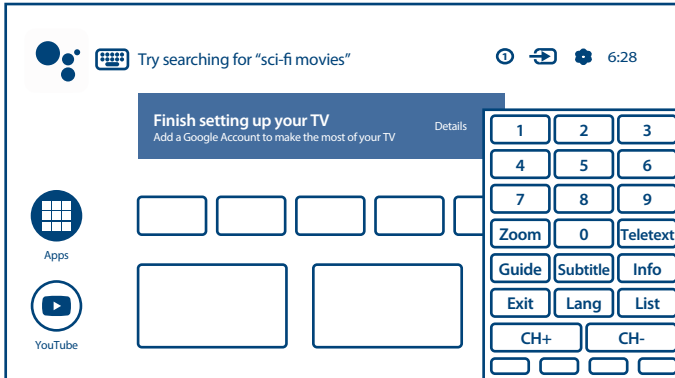 Try searching for “sci-fi movies”
1
6:28
Finish setting up your TV
Add a Google Account to make the most of your TV
Details
1 2 3
4 5 6
7 8 9
Zoom 0 Teletext
Guide Subtitle Info
Exit Lang List
CH+ CH-
Apps
YouTube